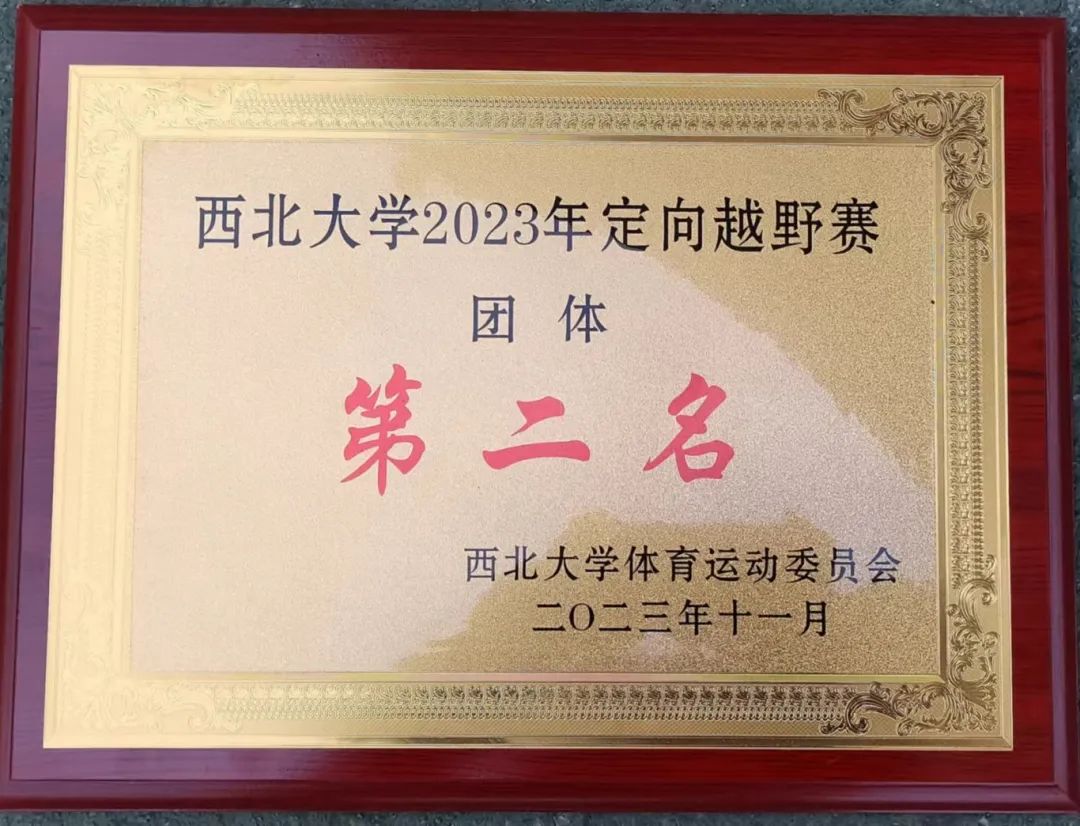 西北大学2023年定向越野赛
团体
第二名
西北大学体育运动委员会
二〇二三年十一月